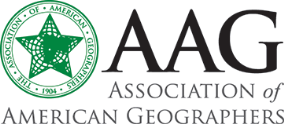 THE ASSOCIATION OF AMERICAN GEOGRAPHERS
1904
AAG
ASSOCIATION of
AMERICAN GEOGRAPHERS